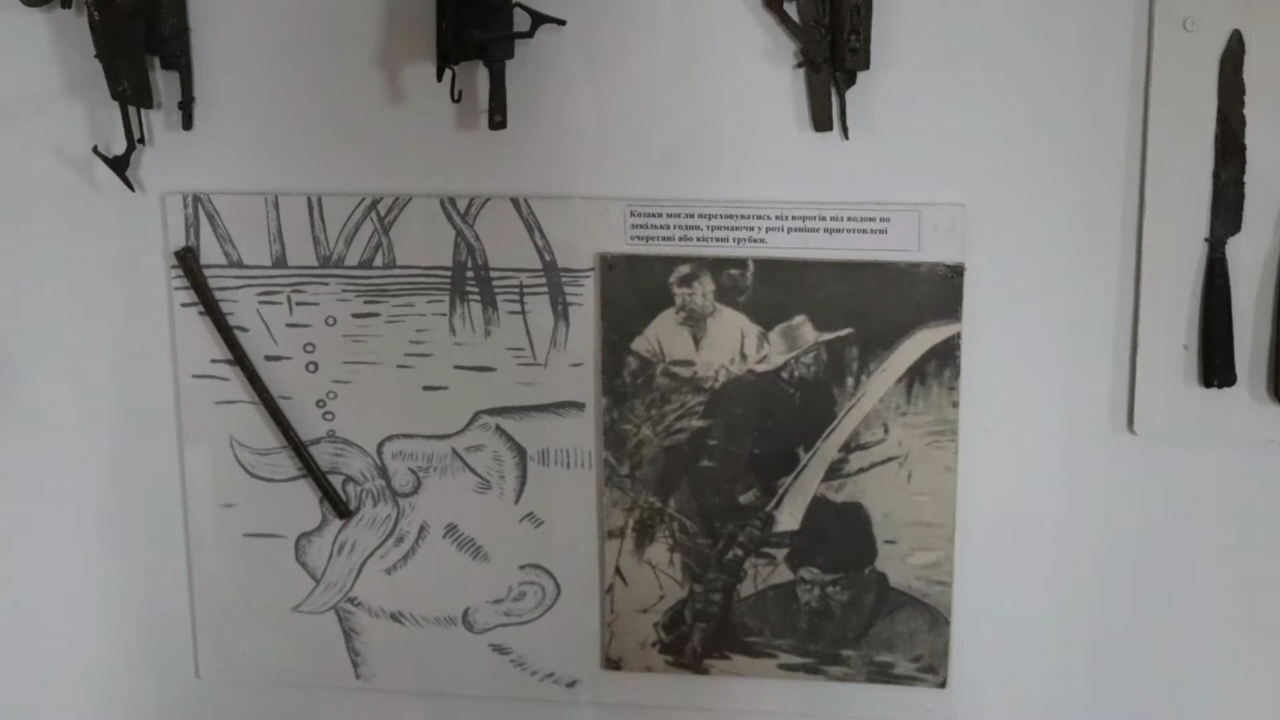 Козаки могли переховуватись від ворогів під водою по
декілька годин, тримаючи у роті раніше приготовлені
очеретяні або кістяні трубки.